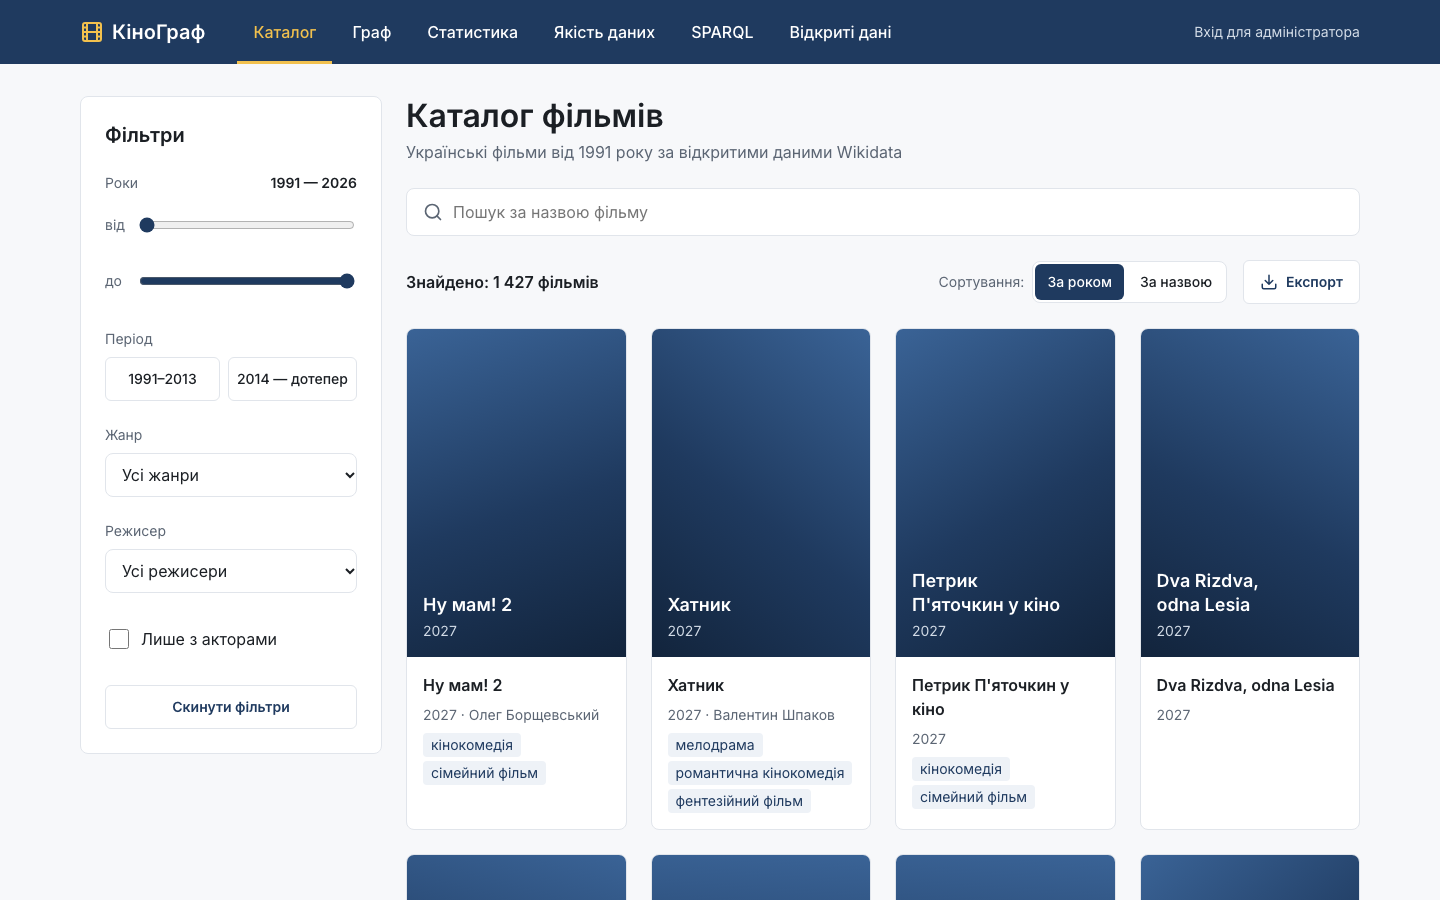 КіноГраф
Каталог
Граф
Статистика
Якість даних
SPARQL
Відкриті дані
Вхід для адміністратора
Фільтри
Роки
1991 — 2026
від
до
Період
1991–2013
2014 — дотепер
Жанр
Усі жанри
Режисер
Усі режисери
Лише з акторами
Скинути фільтри
Каталог фільмів
Українські фільми від 1991 року за відкритими даними Wikidata
Пошук за назвою фільму
Знайдено: 1 427 фільмів
Сортування:
За роком
За назвою
Експорт
Ну мам! 2
2027
Ну мам! 2
2027 · Олег Борщевський
кінокомедія
сімейний фільм
Хатник
2027
Хатник
2027 · Валентин Шпаков
мелодрама
романтична кінокомедія
фентезійний фільм
Петрик
П'яточкин у кіно
2027
Петрик П'яточкин у
кіно
2027
кінокомедія
сімейний фільм
Dva Rizdva,
odna Lesia
2027
Dva Rizdva, odna Lesia
2027